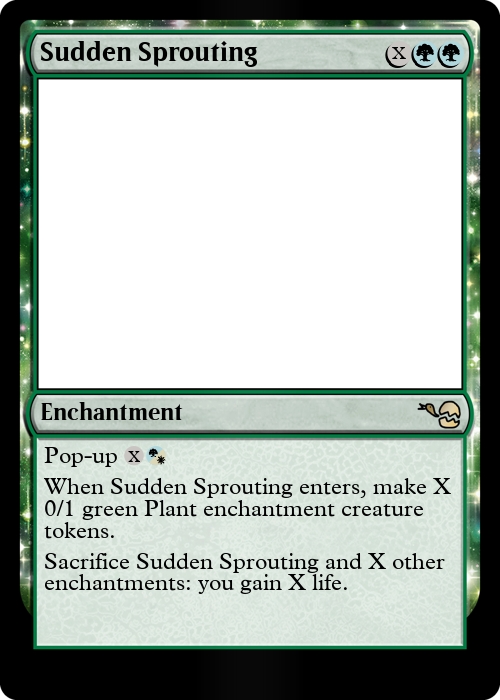 Sudden Sprouting X
Enchantment
Pop-up X
When Sudden Sprouting enters, make X
0/1 green Plant enchantment creature
tokens.
Sacrifice Sudden Sprouting and X other
enchantments: you gain X life.